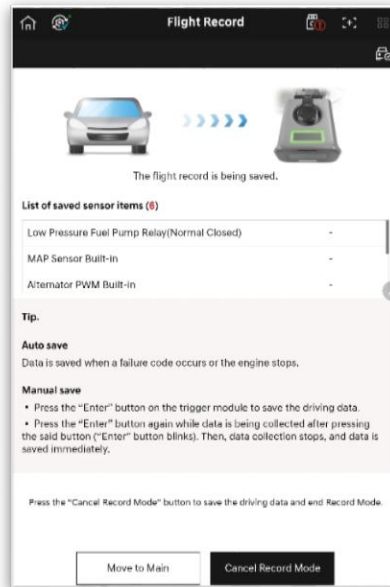 Flight Record
The flight record is being saved.
List of saved sensor items (6)
Low Pressure Fuel Pump Relay(Normal Closed) -
MAP Sensor Built-in -
Alternator PWM Built-in -
Tip.
Auto save
Data is saved when a failure code occurs or the engine stops.
Manual save
• Press the "Enter" button on the trigger module to save the driving data.
• Press the "Enter" button again while data is being collected after pressing
the said button ("Enter" button blinks). Then, data collection stops, and data is
saved immediately.
Press the "Cancel Record Mode" button to save the driving data and end Record Mode.
Move to Main
Cancel Record Mode